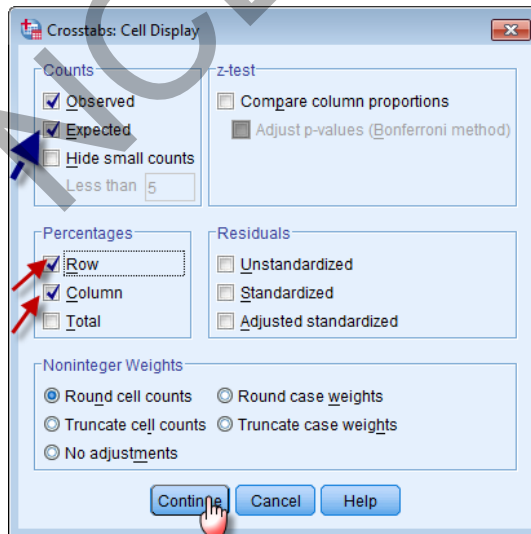 Crosstabs: Cell Display
Counts
Observed
Expected
Hide small counts
Less than 5
z-test
Compare column proportions
Adjust p-values (Bonferroni method)
Percentages
Row
Column
Total
Residuals
Unstandardized
Standardized
Adjusted standardized
Noninteger Weights
Round cell counts
Round case weights
Truncate cell counts
Truncate case weights
No adjustments
Continue
Cancel
Help